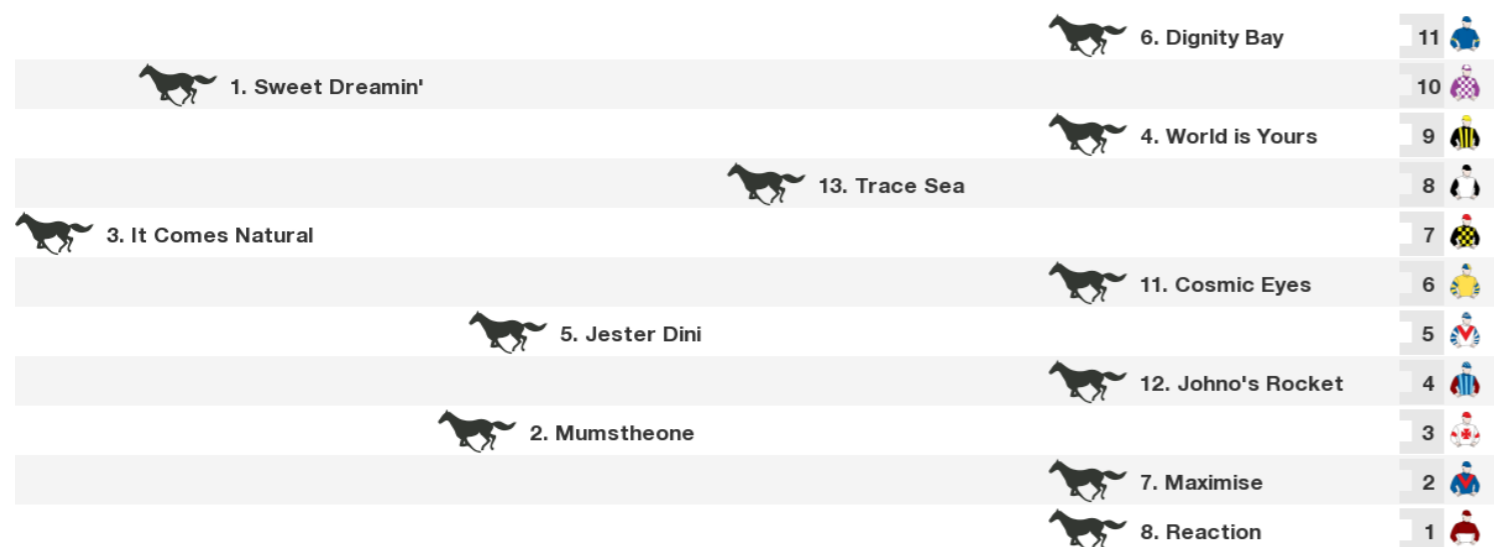 6. Dignity Bay 11
1. Sweet Dreamin' 10
4. World is Yours 9
13. Trace Sea 8
3. It Comes Natural 7
11. Cosmic Eyes 6
5. Jester Dini 5
12. Johno's Rocket 4
2. Mumstheone 3
7. Maximise 2
8. Reaction 1